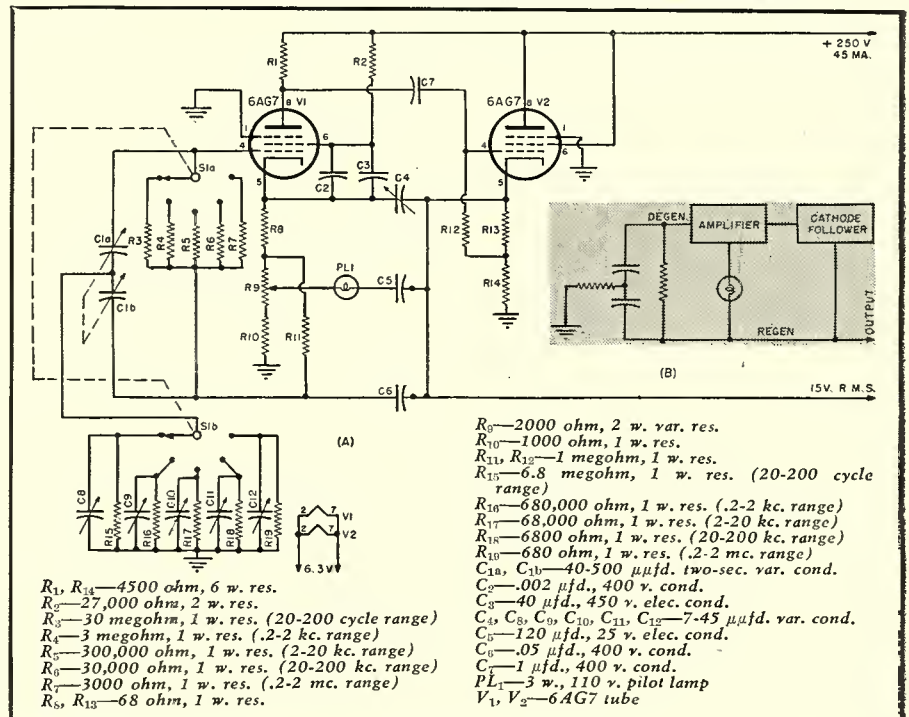 + 250 V
45 MA.
R1
R2
C7
6AG7
8 V1
6AG7
8 V2
1
4
6
5
1
4
6
5
S1a
C2
C3
C4
C1a
C1b
R3
R4
R5
R6
R7
R8
R12
R13
R9
PL1
C5
R14
R10
R11
C6
DEGEN.
AMPLIFIER
CATHODE
FOLLOWER
REGEN
OUTPUT
(B)
15V. R.M.S.
S1b
(A)
C8
R15
C9
R16
C10
R17
C11
R18
C12
R19
2 7 V1
2 7 V2
6.3V
R1, R14—4500 ohm, 6 w. res.
R2—27,000 ohm, 2 w. res.
R3—30 megohm, 1 w. res. (20-200 cycle range)
R4—3 megohm, 1 w. res. (.2-2 kc. range)
R5—300,000 ohm, 1 w. res. (2-20 kc. range)
R6—30,000 ohm, 1 w. res. (20-200 kc. range)
R7—3000 ohm, 1 w. res. (.2-2 mc. range)
R8, R13—68 ohm, 1 w. res.
R9—2000 ohm, 2 w. var. res.
R10—1000 ohm, 1 w. res.
R11, R12—1 megohm, 1 w. res.
R15—6.8 megohm, 1 w. res. (20-200 cycle
range)
R16—680,000 ohm, 1 w. res. (.2-2 kc. range)
R17—68,000 ohm, 1 w. res. (2-20 kc. range)
R18—6800 ohm, 1 w. res. (20-200 kc. range)
R19—680 ohm, 1 w. res. (.2-2 mc. range)
C1a, C1b—40-500 μμfd. two-sec. var. cond.
C2—.002 μfd., 400 v. cond.
C3—40 μfd., 450 v. elec. cond.
C4, C8, C9, C10, C11, C12—7-45 μμfd. var. cond.
C5—120 μfd., 25 v. elec. cond.
C6—.05 μfd., 400 v. cond.
C7—1 μfd., 400 v. cond.
PL1—3 w., 110 v. pilot lamp
V1, V2—6AG7 tube